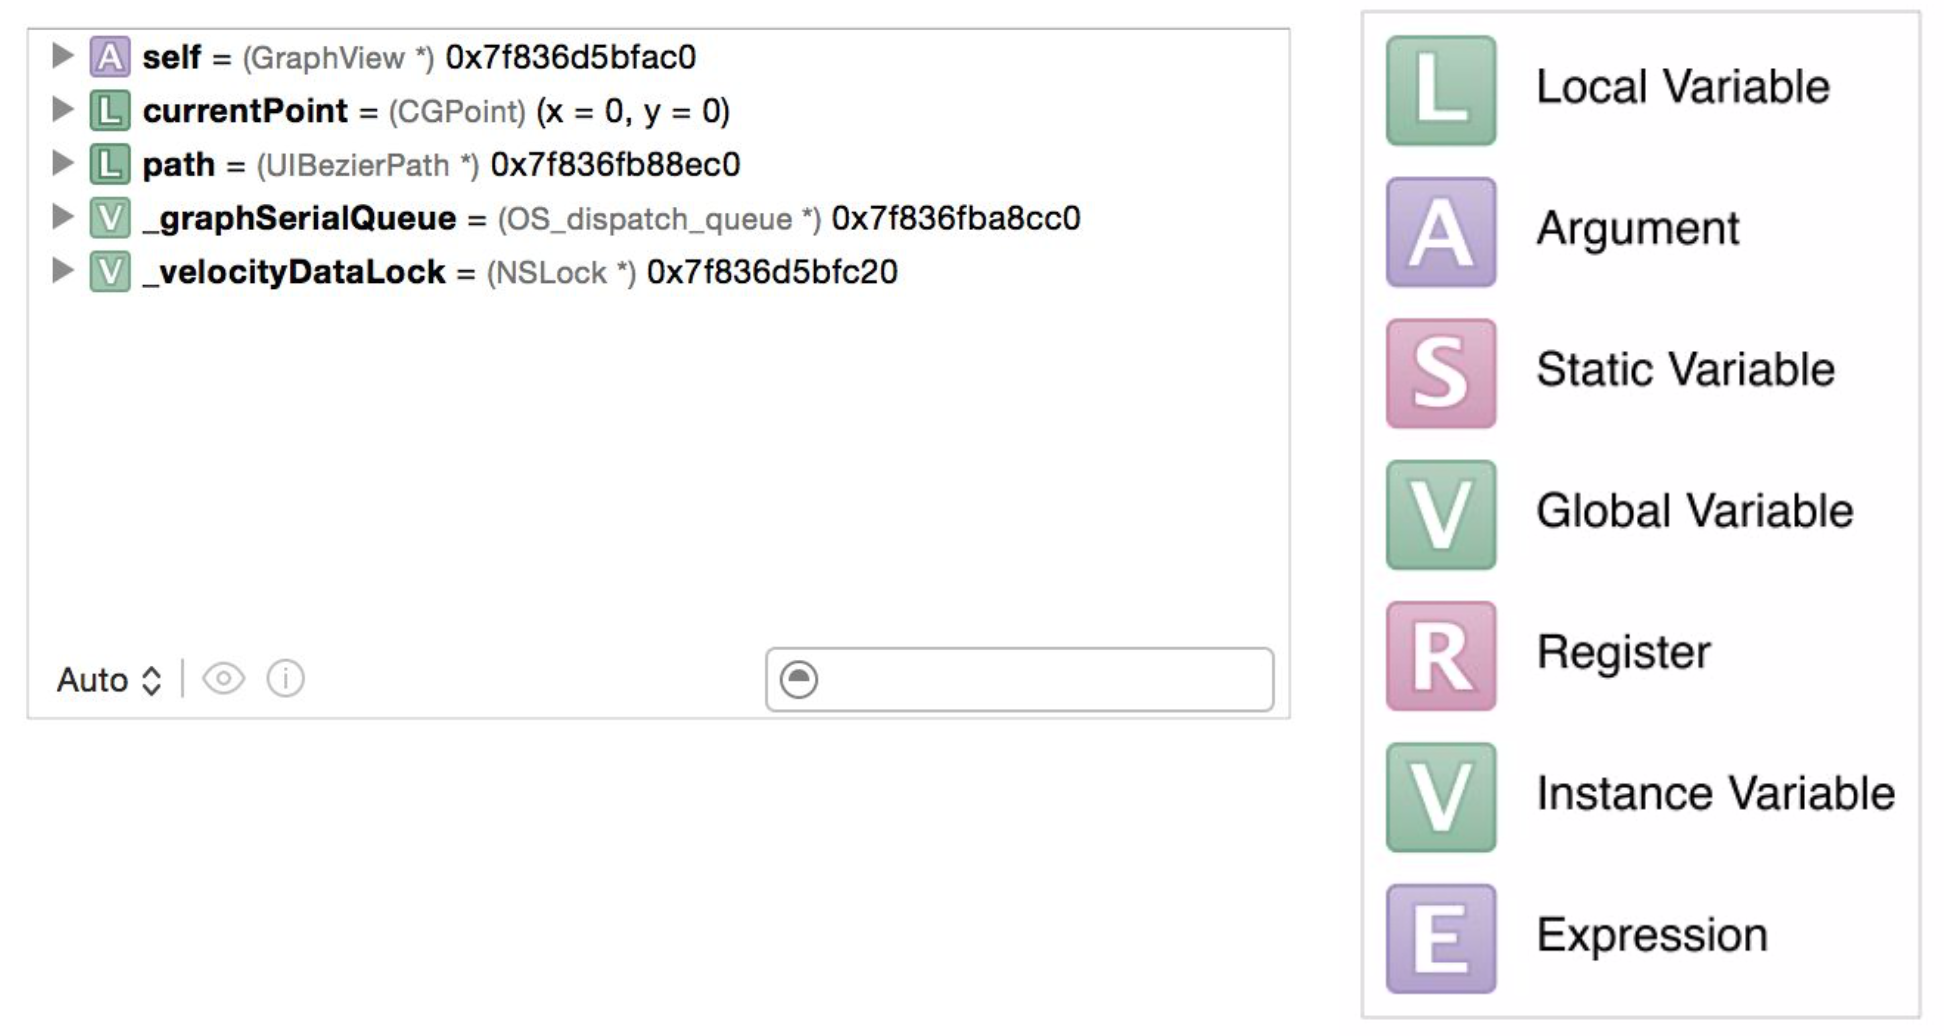 A self = (GraphView *) 0x7f836d5bfac0
L currentPoint = (CGPoint) (x = 0, y = 0)
L path = (UIBezierPath *) 0x7f836fb88ec0
V _graphSerialQueue = (OS_dispatch_queue *) 0x7f836fba8cc0
V _velocityDataLock = (NSLock *) 0x7f836d5bfc20
Auto
L Local Variable
A Argument
S Static Variable
V Global Variable
R Register
V Instance Variable
E Expression